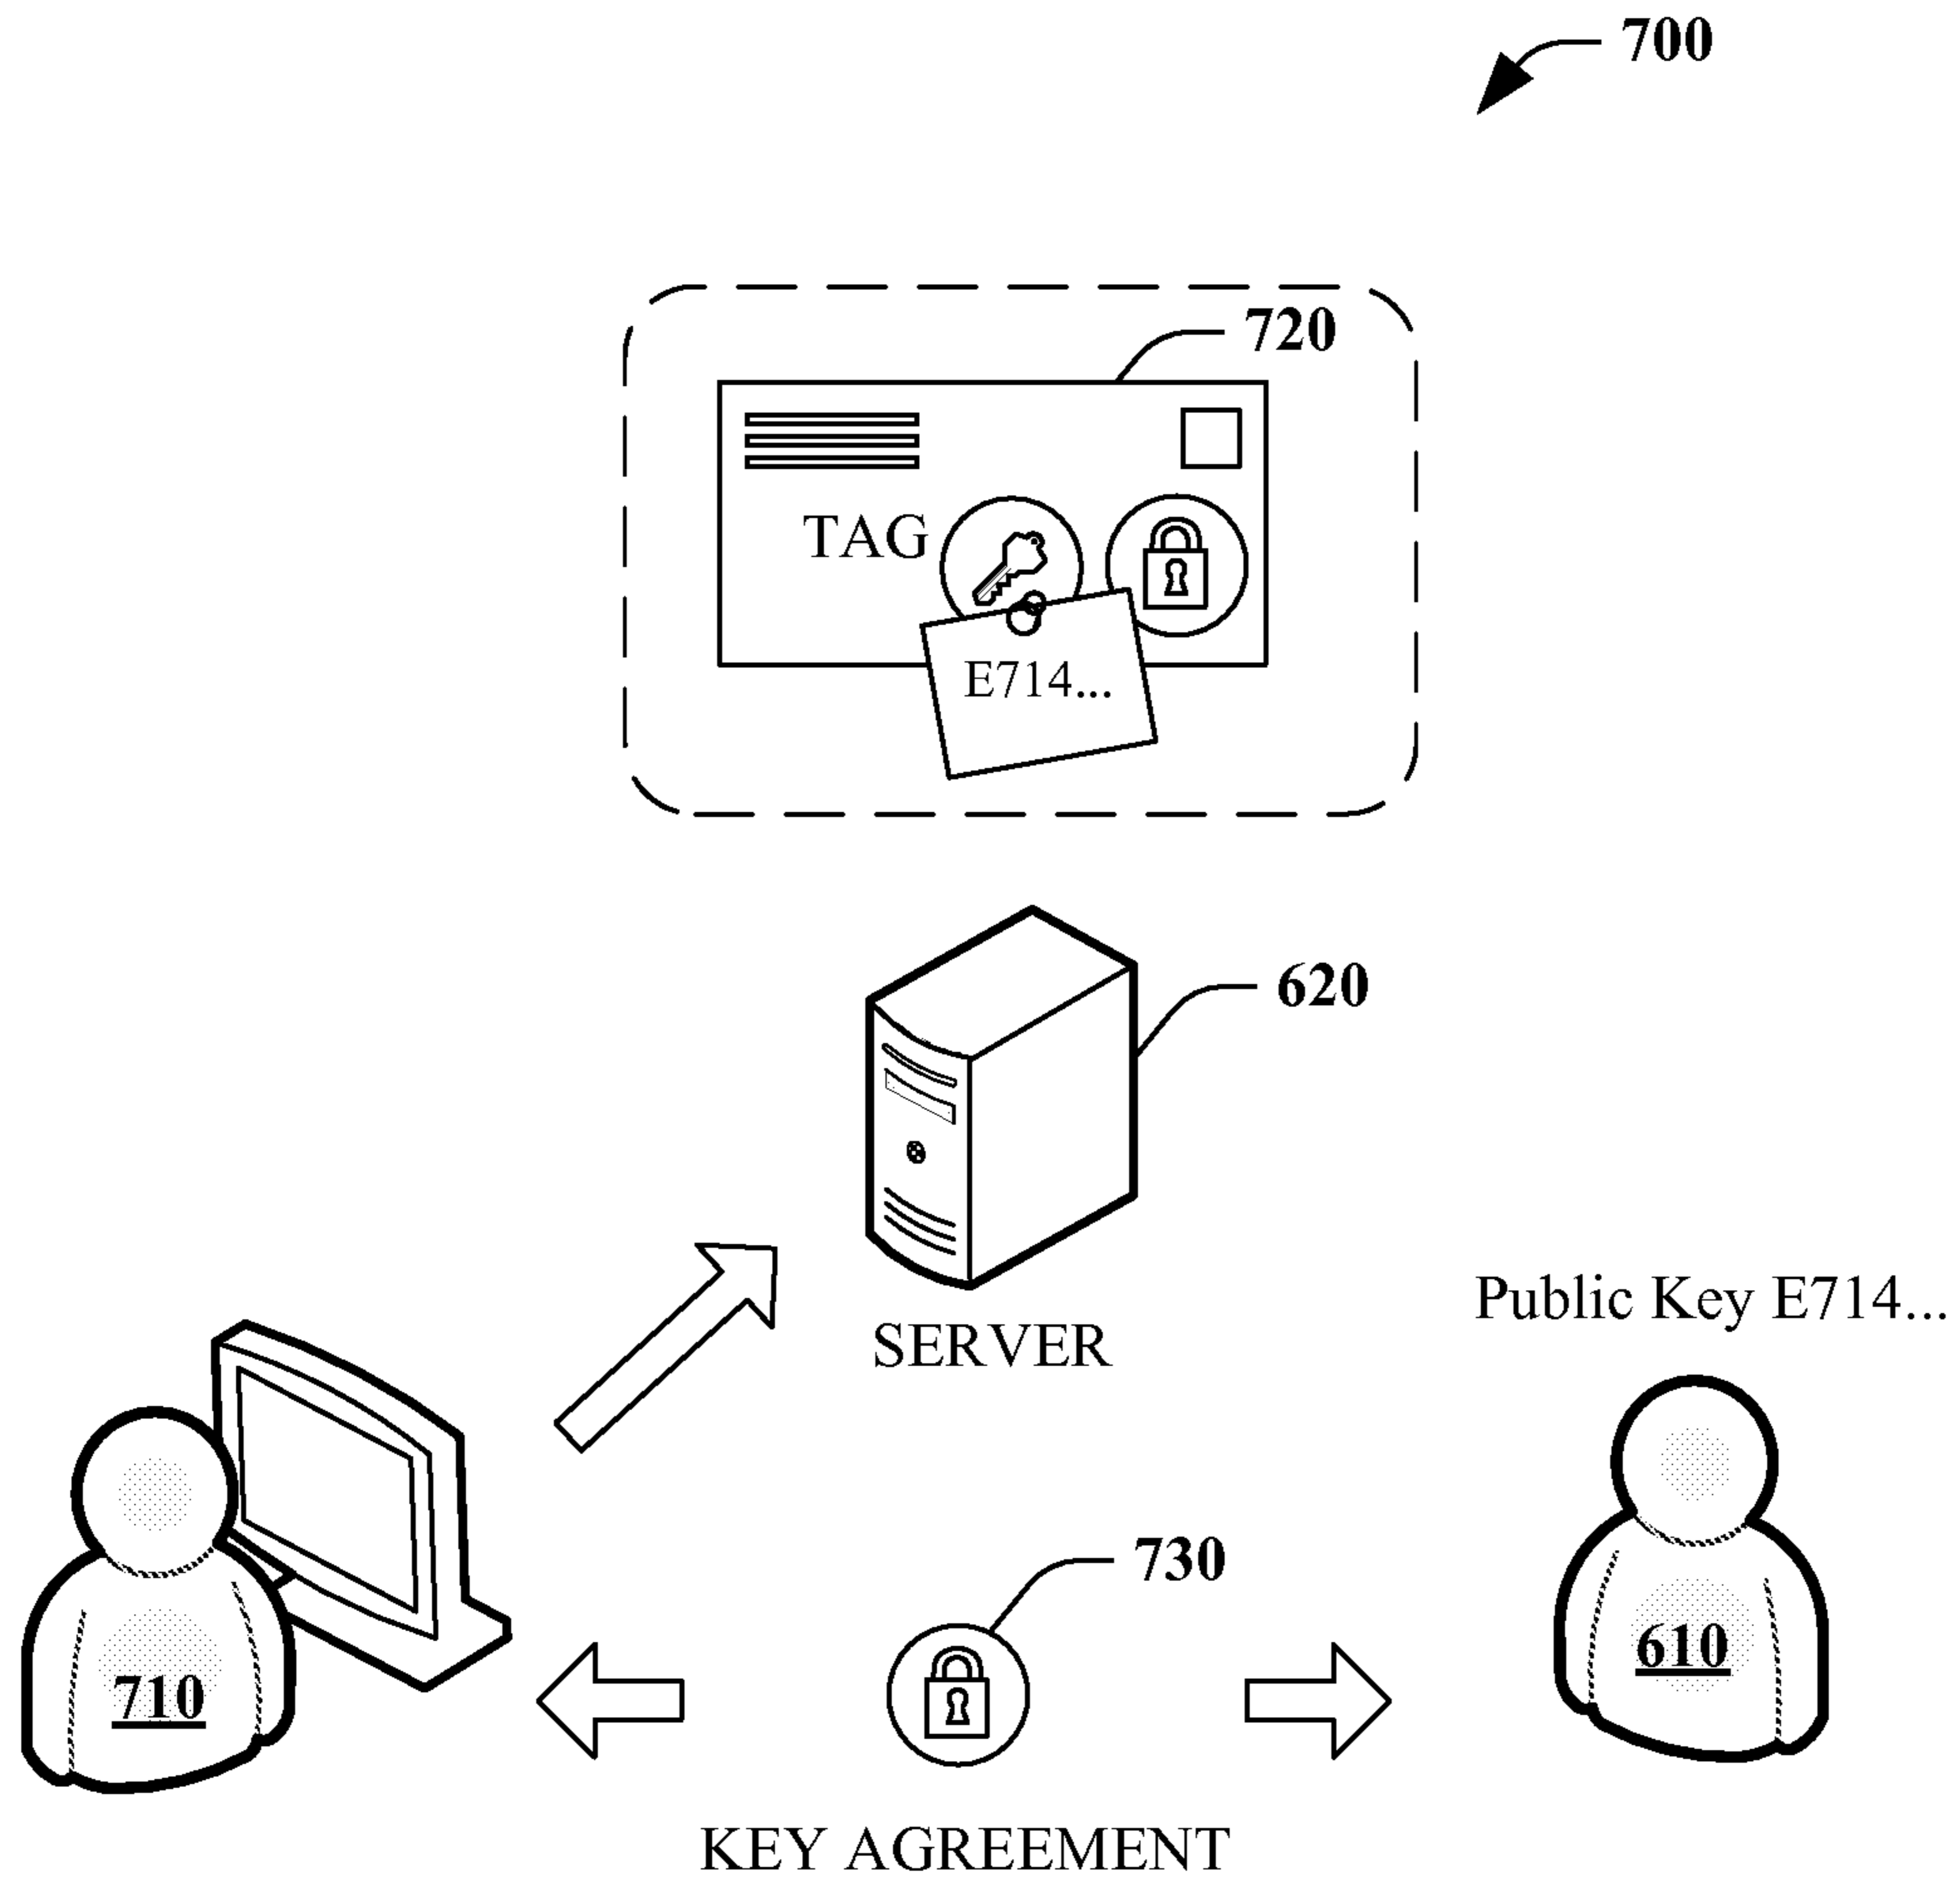 700
720
TAG
E714...
620
SERVER
Public Key E714...
730
610
710
KEY AGREEMENT